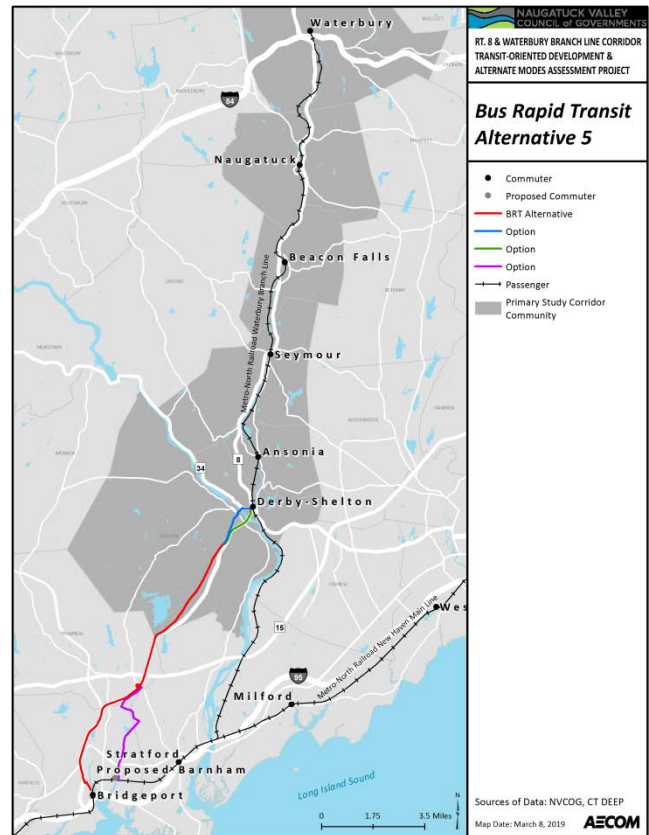 NAUGATUCK VALLEY
COUNCIL of GOVERNMENTS
RT. 8 & WATERBURY BRANCH LINE CORRIDOR
TRANSIT-ORIENTED DEVELOPMENT &
ALTERNATE MODES ASSESSMENT PROJECT
Bus Rapid Transit
Alternative 5
Commuter
Proposed Commuter
BRT Alternative
Option
Option
Option
Passenger
Primary Study Corridor
Community
Waterbury
84
Naugatuck
Beacon Falls
Metro-North Railroad Waterbury Branch Line
Seymour
WOODBRIDGE
Ansonia
34
8
Derby-Shelton
ORANGE
15
West
Metro-North Railroad New Haven Main Line
95
Milford
Stratford
Proposed Barnham
Bridgeport
Long Island Sound
N
0 1.75 3.5 Miles
Sources of Data: NVCOG, CT DEEP
Map Date: March 8, 2019
AECOM